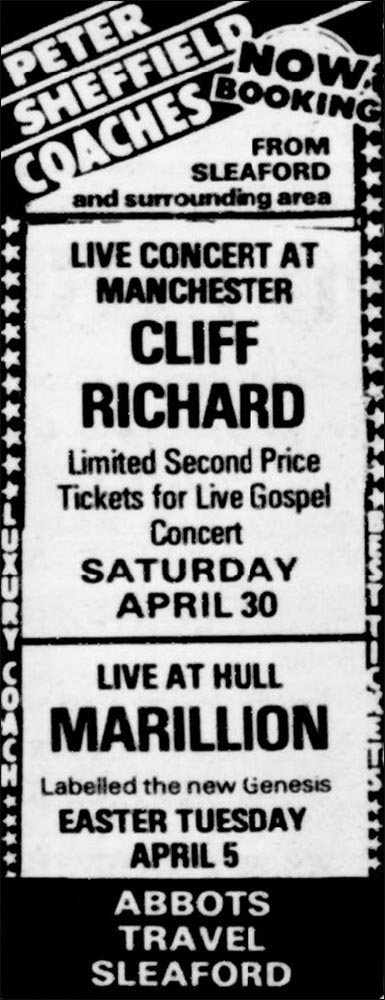 PETER
SHEFFIELD
COACHES
NOW
BOOKING
FROM
SLEAFORD
and surrounding area
LIVE CONCERT AT
MANCHESTER
CLIFF
RICHARD
Limited Second Price
Tickets for Live Gospel
Concert
SATURDAY
APRIL 30
LIVE AT HULL
MARILLION
Labelled the new Genesis
EASTER TUESDAY
APRIL 5
LUXURY COACH
BEST TICKETS
ABBOTS
TRAVEL
SLEAFORD